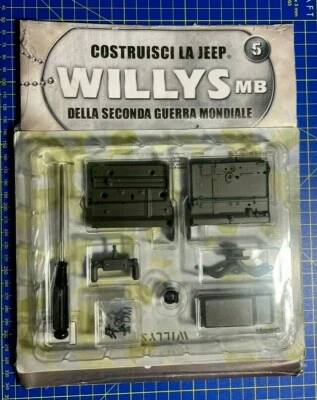 COSTRUISCI LA JEEP®
5
WILLYS MB
DELLA SECONDA GUERRA MONDIALE
WILLYS